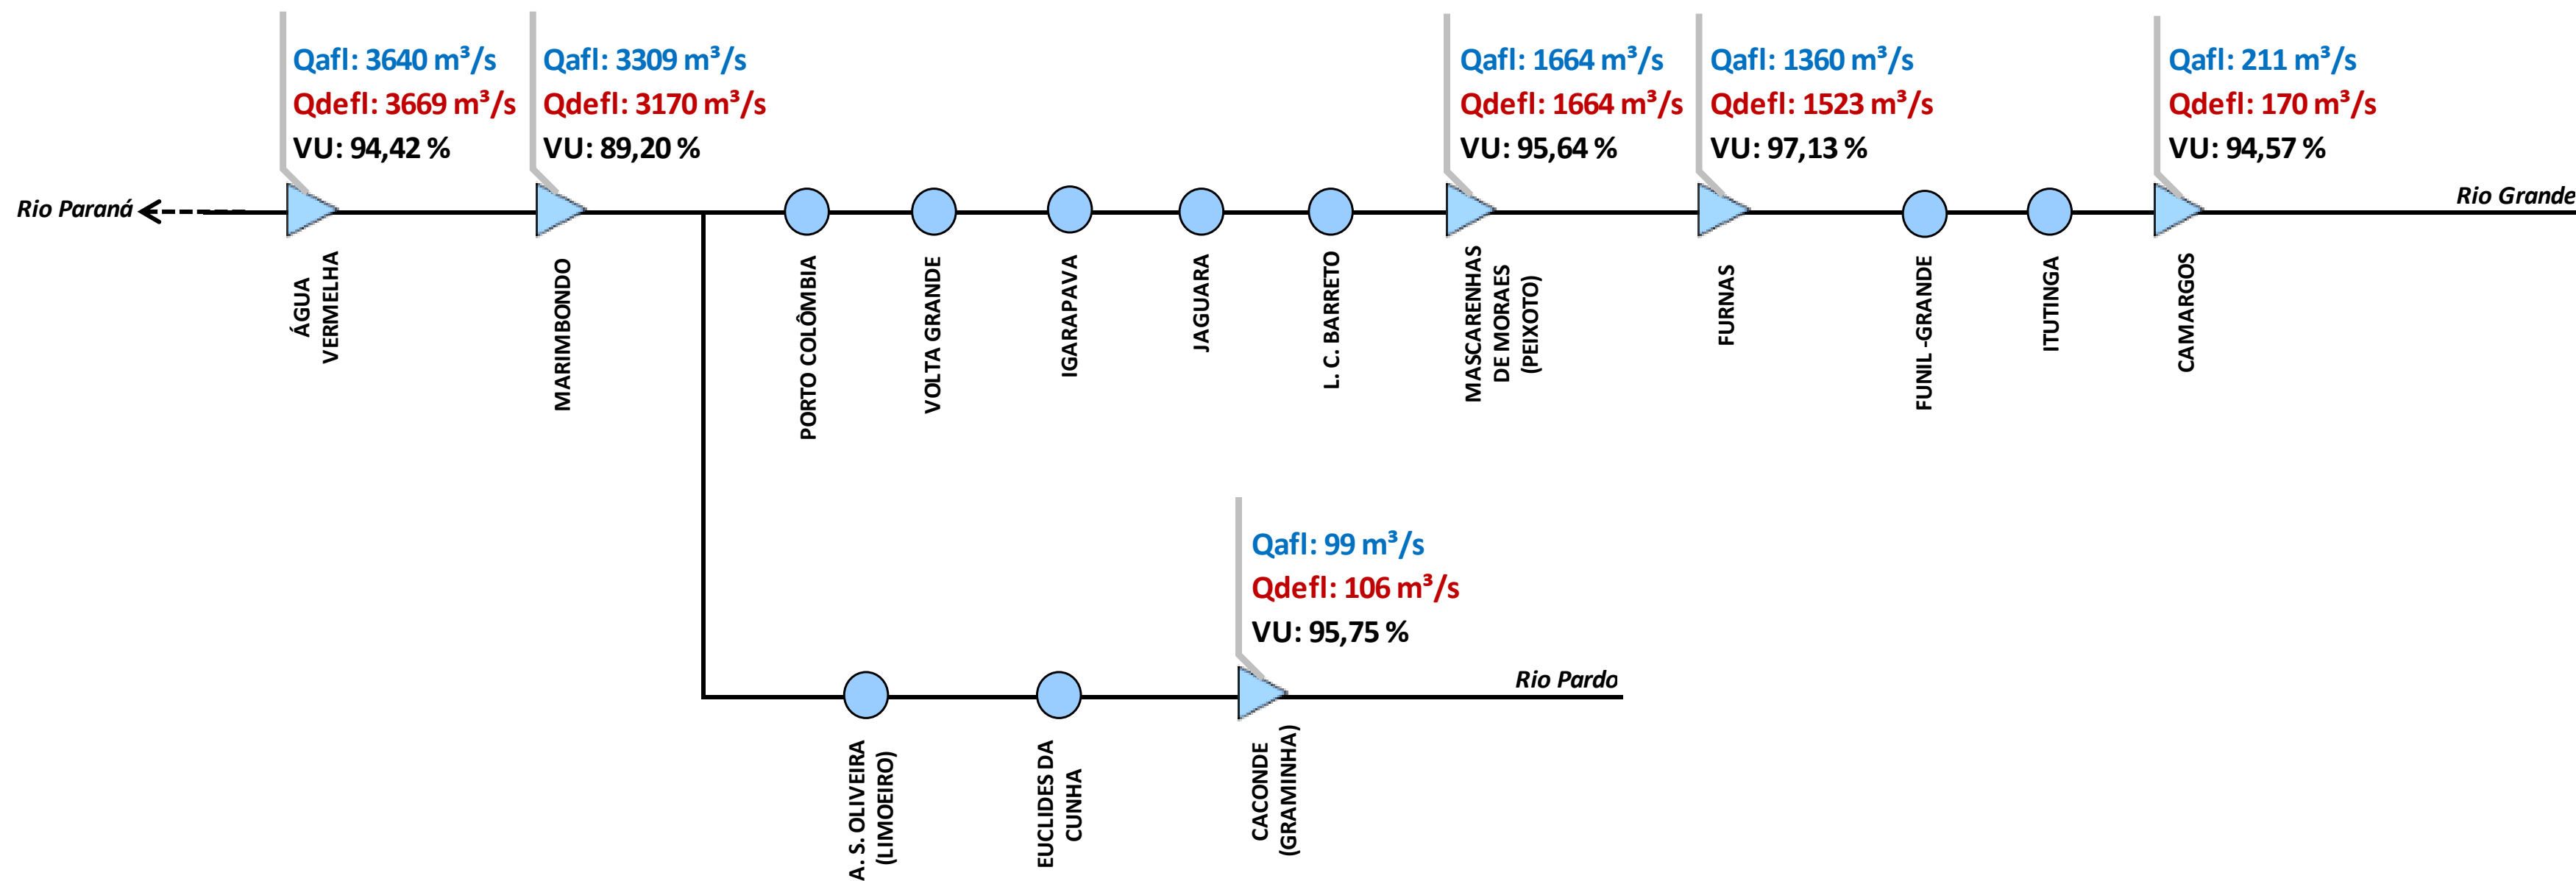 Qafl: 3640 m³/s
Qdefl: 3669 m³/s
VU: 94,42 %
Qafl: 3309 m³/s
Qdefl: 3170 m³/s
VU: 89,20 %
Qafl: 1664 m³/s
Qdefl: 1664 m³/s
VU: 95,64 %
Qafl: 1360 m³/s
Qdefl: 1523 m³/s
VU: 97,13 %
Qafl: 211 m³/s
Qdefl: 170 m³/s
VU: 94,57 %
Rio Paraná
Rio Grande
ÁGUA
VERMELHA
MARIMBONDO
PORTO COLÔMBIA
VOLTA GRANDE
IGARAPAVA
JAGUARA
L. C. BARRETO
MASCARENHAS
DE MORAES
(PEIXOTO)
FURNAS
FUNIL -GRANDE
ITUTINGA
CAMARGOS
Qafl: 99 m³/s
Qdefl: 106 m³/s
VU: 95,75 %
Rio Pardo
A. S. OLIVEIRA
(LIMOEIRO)
EUCLIDES DA
CUNHA
CACONDE
(GRAMINHA)